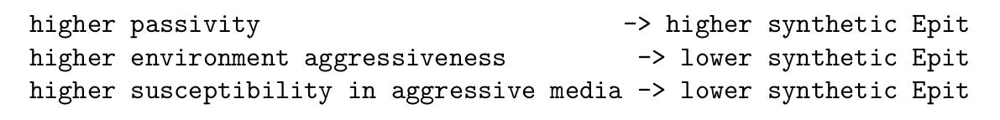 higher passivity -> higher synthetic Epit
higher environment aggressiveness -> lower synthetic Epit
higher susceptibility in aggressive media -> lower synthetic Epit